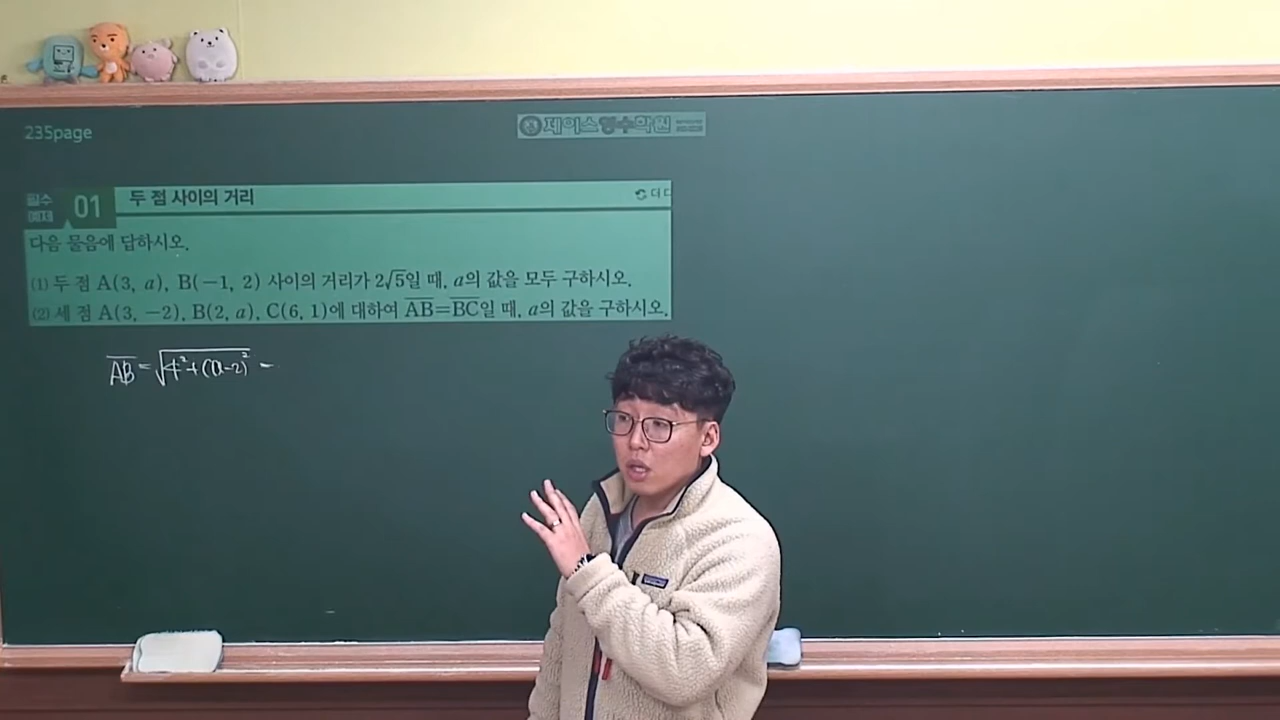 235page
제이스영수학원
필수
예제
01
두 점 사이의 거리
다음 물음에 답하시오.
(1) 두 점 A(3, a), B(−1, 2) 사이의 거리가 2√5일 때, a의 값을 모두 구하시오.
(2) 세 점 A(3, −2), B(2, a), C(6, 1)에 대하여 A̅B̅=B̅C̅일 때, a의 값을 구하시오.
A̅B̅ = √4²+(a−2)² =